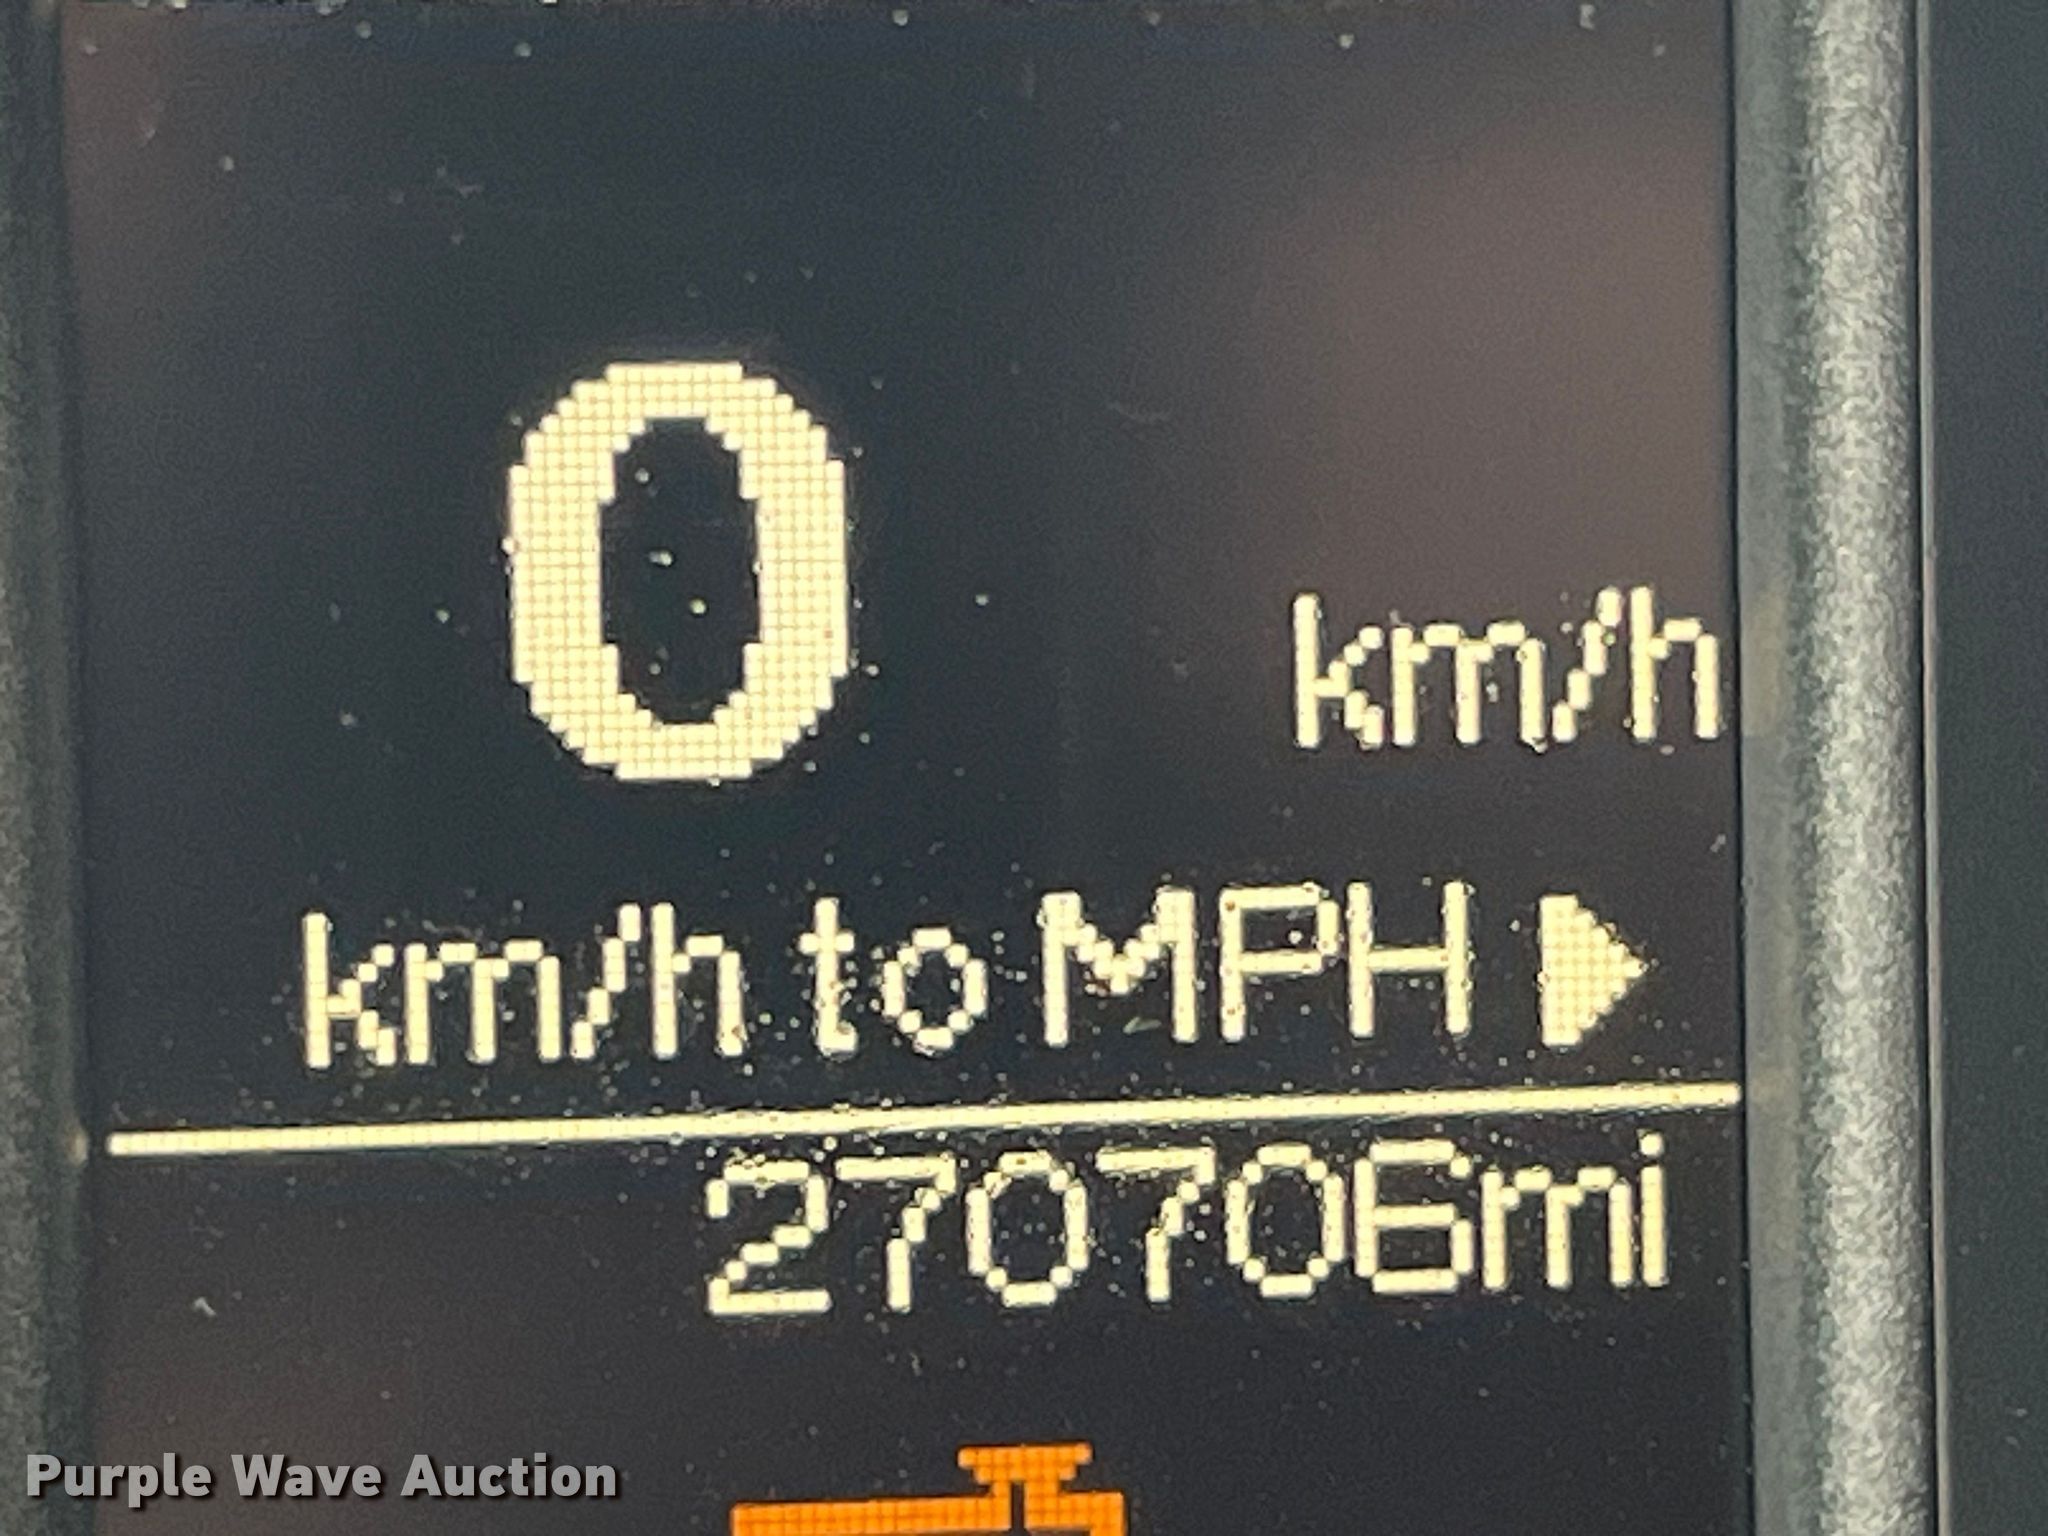 0 km/h
km/h to MPH ▶
270706mi
Purple Wave Auction